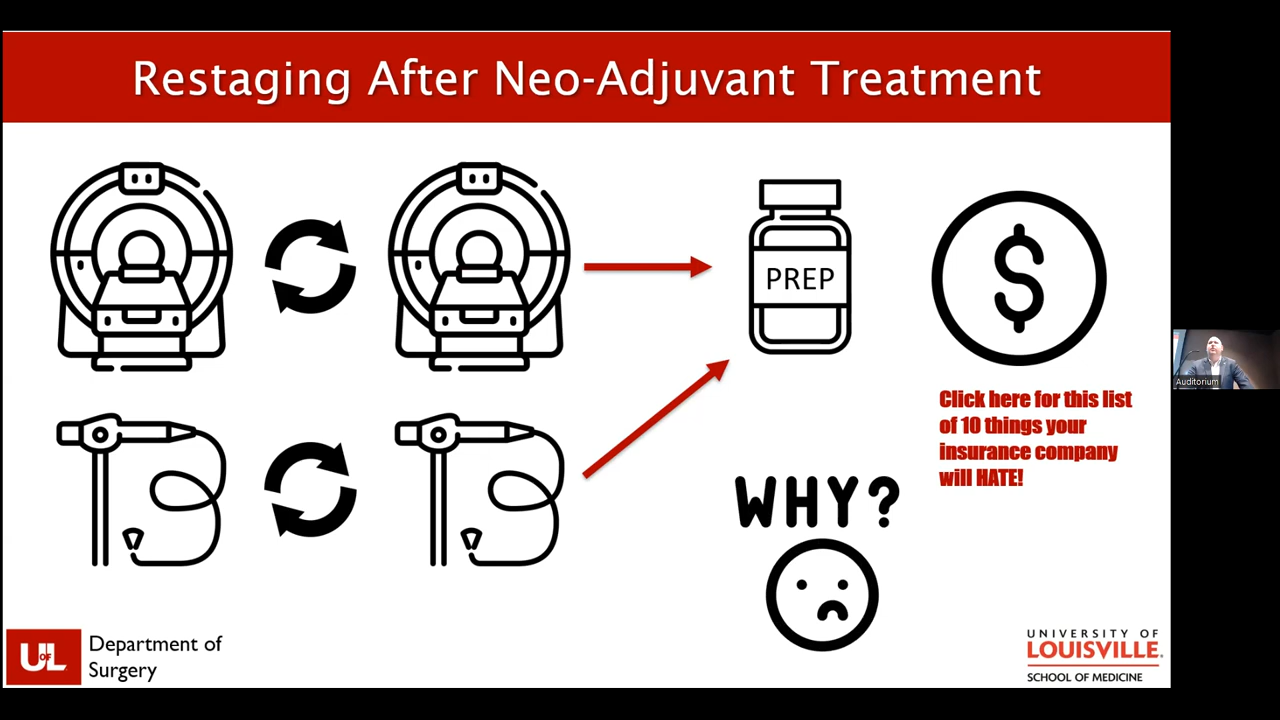 Restaging After Neo-Adjuvant Treatment
PREP
$
Click here for this list
of 10 things your
insurance company
will HATE!
WHY?
Auditorium
UofL
Department of
Surgery
UNIVERSITY OF
LOUISVILLE.
SCHOOL OF MEDICINE